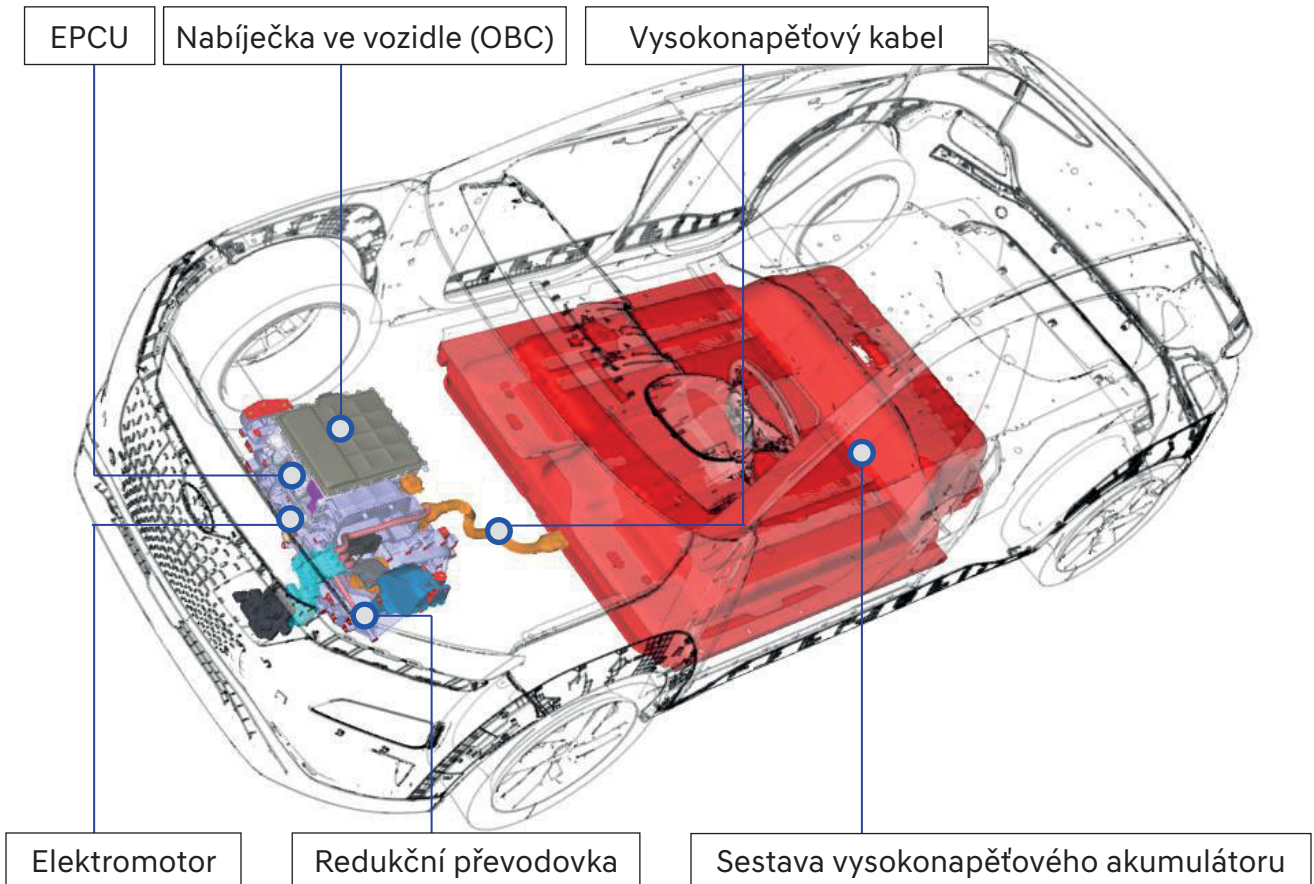 EPCU
Nabíječka ve vozidle (OBC)
Vysokonapěťový kabel
Elektromotor
Redukční převodovka
Sestava vysokonapěťového akumulátoru